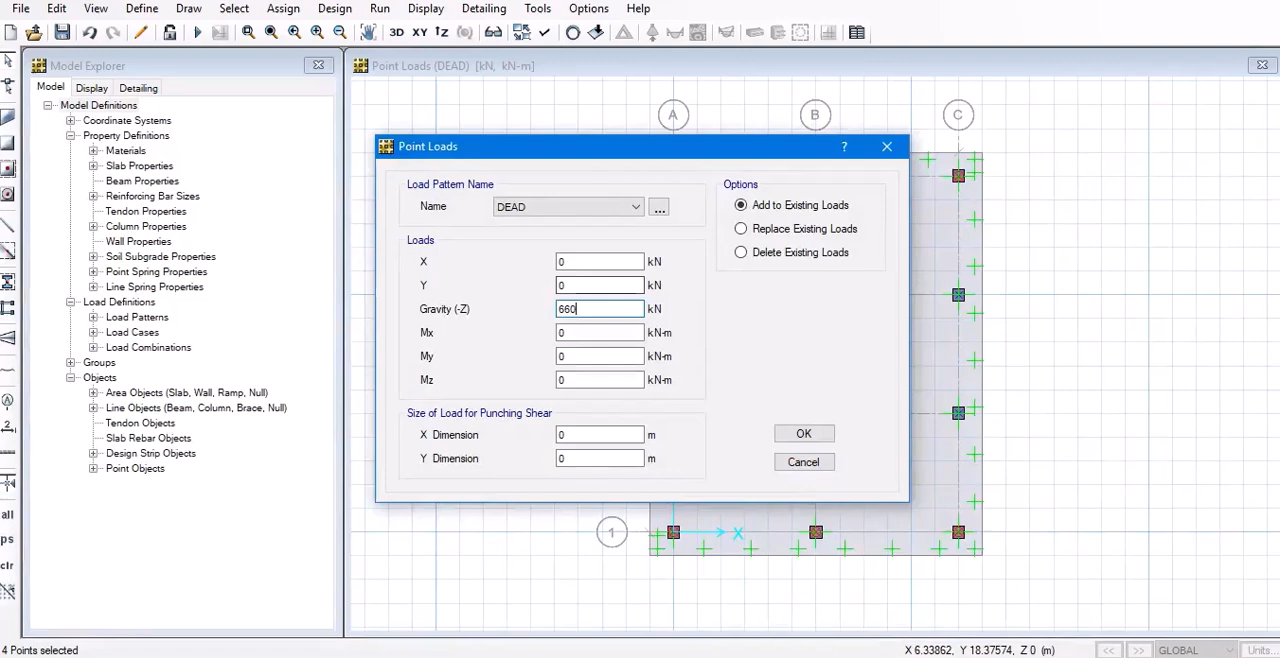 File Edit View Define Draw Select Assign Design Run Display Detailing Tools Options Help
3D XY
Model Explorer
Point Loads (DEAD) [kN, kN-m]
Model Display Detailing
Model Definitions
Coordinate Systems
Property Definitions
Materials
Slab Properties
Beam Properties
Reinforcing Bar Sizes
Tendon Properties
Column Properties
Wall Properties
Soil Subgrade Properties
Point Spring Properties
Line Spring Properties
Load Definitions
Load Patterns
Load Cases
Load Combinations
Groups
Objects
Area Objects (Slab, Wall, Ramp, Null)
Line Objects (Beam, Column, Brace, Null)
Tendon Objects
Slab Rebar Objects
Design Strip Objects
Point Objects
all
ps
clr
A B C
Point Loads ?
Load Pattern Name
Name DEAD ...
Loads
X 0 kN
Y 0 kN
Gravity (-Z) 660 kN
Mx 0 kN-m
My 0 kN-m
Mz 0 kN-m
Size of Load for Punching Shear
X Dimension 0 m
Y Dimension 0 m
Options
Add to Existing Loads
Replace Existing Loads
Delete Existing Loads
OK
Cancel
1 X
4 Points selected
X 6.33862, Y 18.37574, Z 0 (m)
<< >> GLOBAL Units...